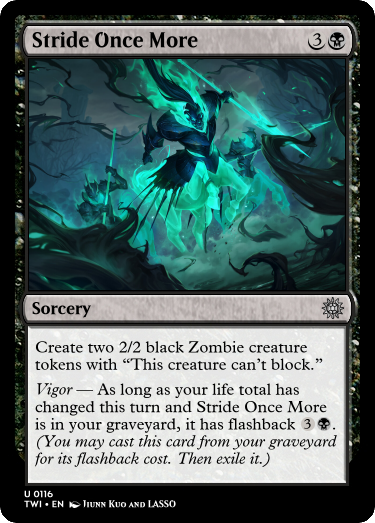 Stride Once More 3
Sorcery
Create two 2/2 black Zombie creature
tokens with “This creature can’t block.”
Vigor — As long as your life total has
changed this turn and Stride Once More
is in your graveyard, it has flashback 3 .
(You may cast this card from your graveyard
for its flashback cost. Then exile it.)
U 0116
TWI • EN Jiunn Kuo and LASSO